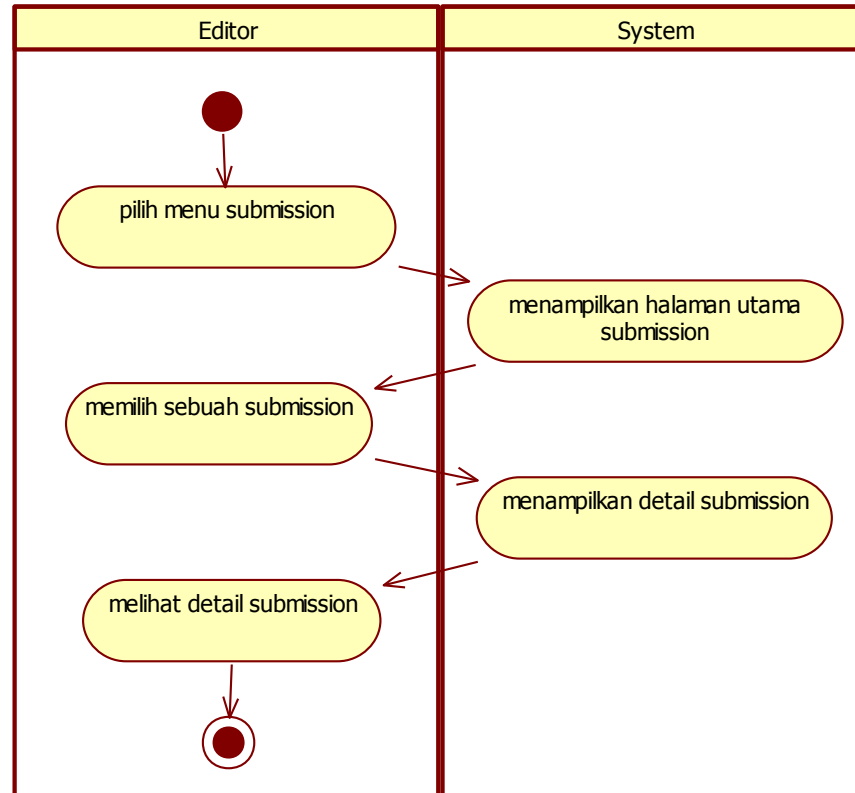 Editor
System
pilih menu submission
menampilkan halaman utama
submission
memilih sebuah submission
menampilkan detail submission
melihat detail submission